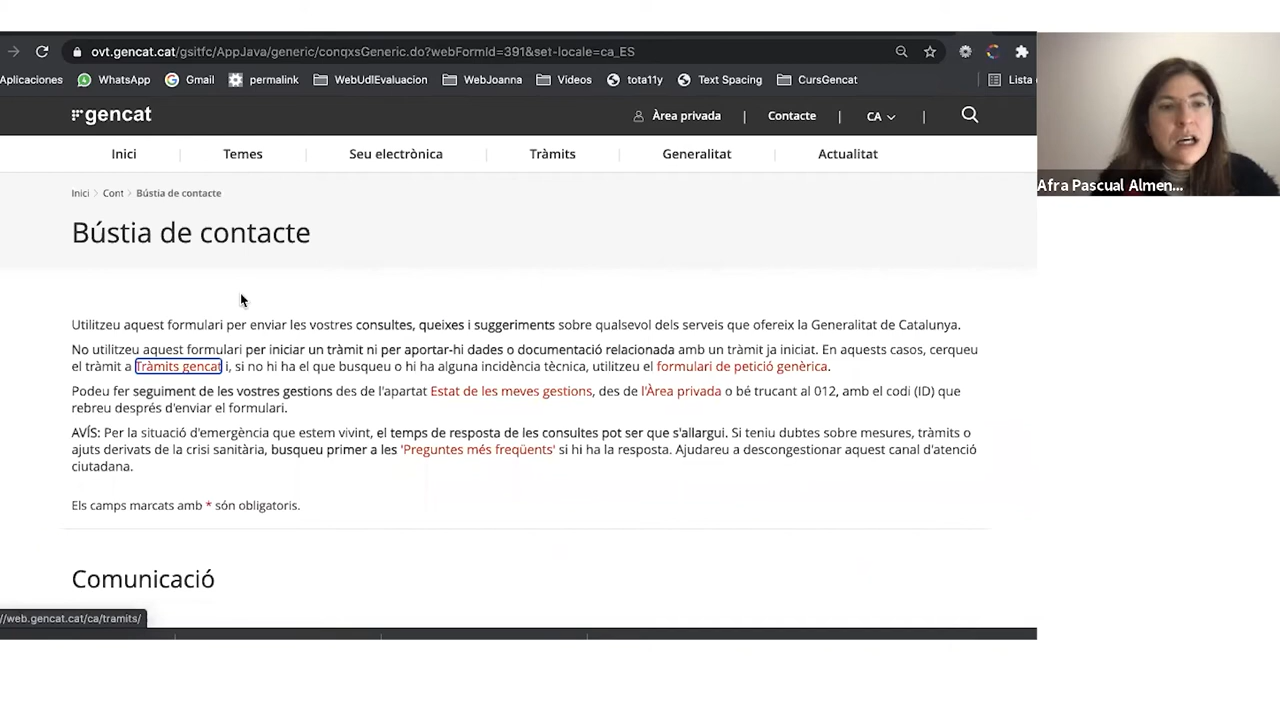 ovt.gencat.cat/gsitfc/AppJava/generic/conqxsGeneric.do?webFormId=391&set-locale=ca_ES
Aplicaciones WhatsApp Gmail permalink WebUdlEvaluacion WebJoanna Videos tota11y Text Spacing CursGencat Lista
gencat Àrea privada | Contacte | CA |
Inici Temes Seu electrònica Tràmits Generalitat Actualitat
Inici > Cont > Bústia de contacte
Bústia de contacte
Afra Pascual Almen...
Utilitzeu aquest formulari per enviar les vostres consultes, queixes i suggeriments sobre qualsevol dels serveis que ofereix la Generalitat de Catalunya.
No utilitzeu aquest formulari per iniciar un tràmit ni per aportar-hi dades o documentació relacionada amb un tràmit ja iniciat. En aquests casos, cerqueu
el tràmit a Tràmits gencat i, si no hi ha el que busqueu o hi ha alguna incidència tècnica, utilitzeu el formulari de petició genèrica.
Podeu fer seguiment de les vostres gestions des de l'apartat Estat de les meves gestions, des de l'Àrea privada o bé trucant al 012, amb el codi (ID) que
rebreu després d'enviar el formulari.
AVÍS: Per la situació d'emergència que estem vivint, el temps de resposta de les consultes pot ser que s'allargui. Si teniu dubtes sobre mesures, tràmits o
ajuts derivats de la crisi sanitària, busqueu primer a les 'Preguntes més freqüents' si hi ha la resposta. Ajudareu a descongestionar aquest canal d'atenció
ciutadana.
Els camps marcats amb * són obligatoris.
Comunicació
//web.gencat.cat/ca/tramits/